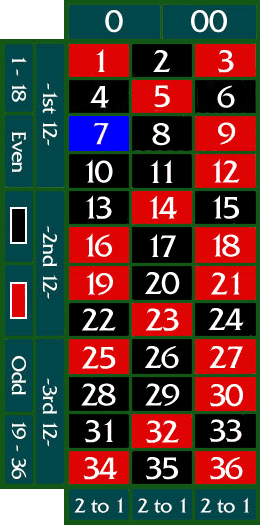 0 00
1 2 3
4 5 6
7 8 9
10 11 12
13 14 15
16 17 18
19 20 21
22 23 24
25 26 27
28 29 30
31 32 33
34 35 36
2 to 1 2 to 1 2 to 1
-1st 12-
-2nd 12-
-3rd 12-
1 - 18
Even
Odd
19 - 36